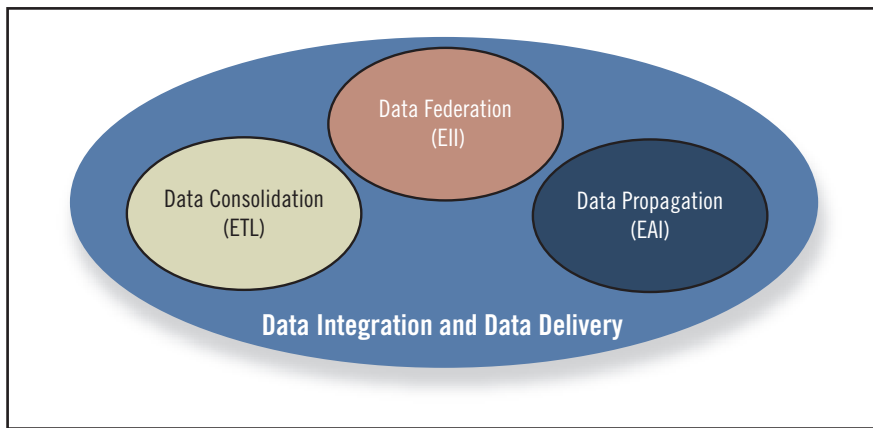 Data Federation
(EII)
Data Consolidation
(ETL)
Data Propagation
(EAI)
Data Integration and Data Delivery